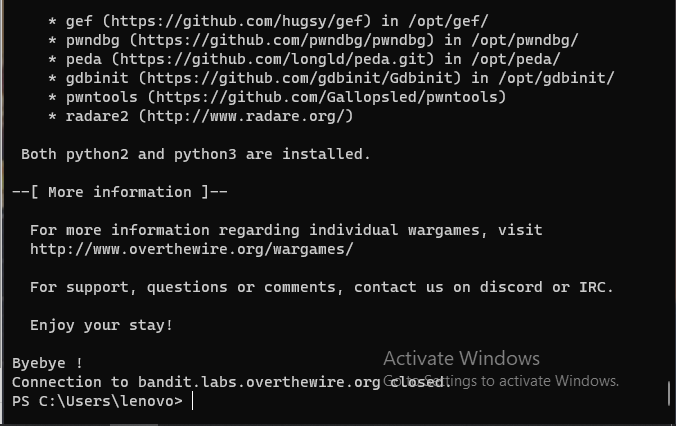 * gef (https://github.com/hugsy/gef) in /opt/gef/
* pwndbg (https://github.com/pwndbg/pwndbg) in /opt/pwndbg/
* peda (https://github.com/longld/peda.git) in /opt/peda/
* gdbinit (https://github.com/gdbinit/Gdbinit) in /opt/gdbinit/
* pwntools (https://github.com/Gallopsled/pwntools)
* radare2 (http://www.radare.org/)
Both python2 and python3 are installed.
--[ More information ]--
For more information regarding individual wargames, visit
http://www.overthewire.org/wargames/
For support, questions or comments, contact us on discord or IRC.
Enjoy your stay!
Byebye !
Connection to bandit.labs.overthewire.org closed.
PS C:\Users\lenovo>
Activate Windows
Go to Settings to activate Windows.